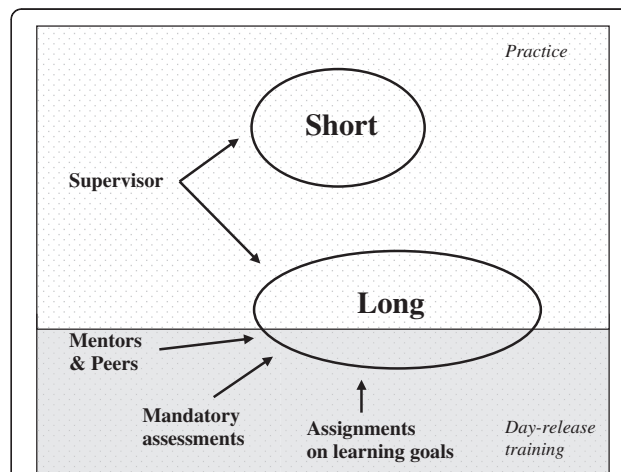 Practice
Short
Supervisor
Long
Mentors
& Peers
Mandatory
assessments
Assignments
on learning goals
Day-release
training